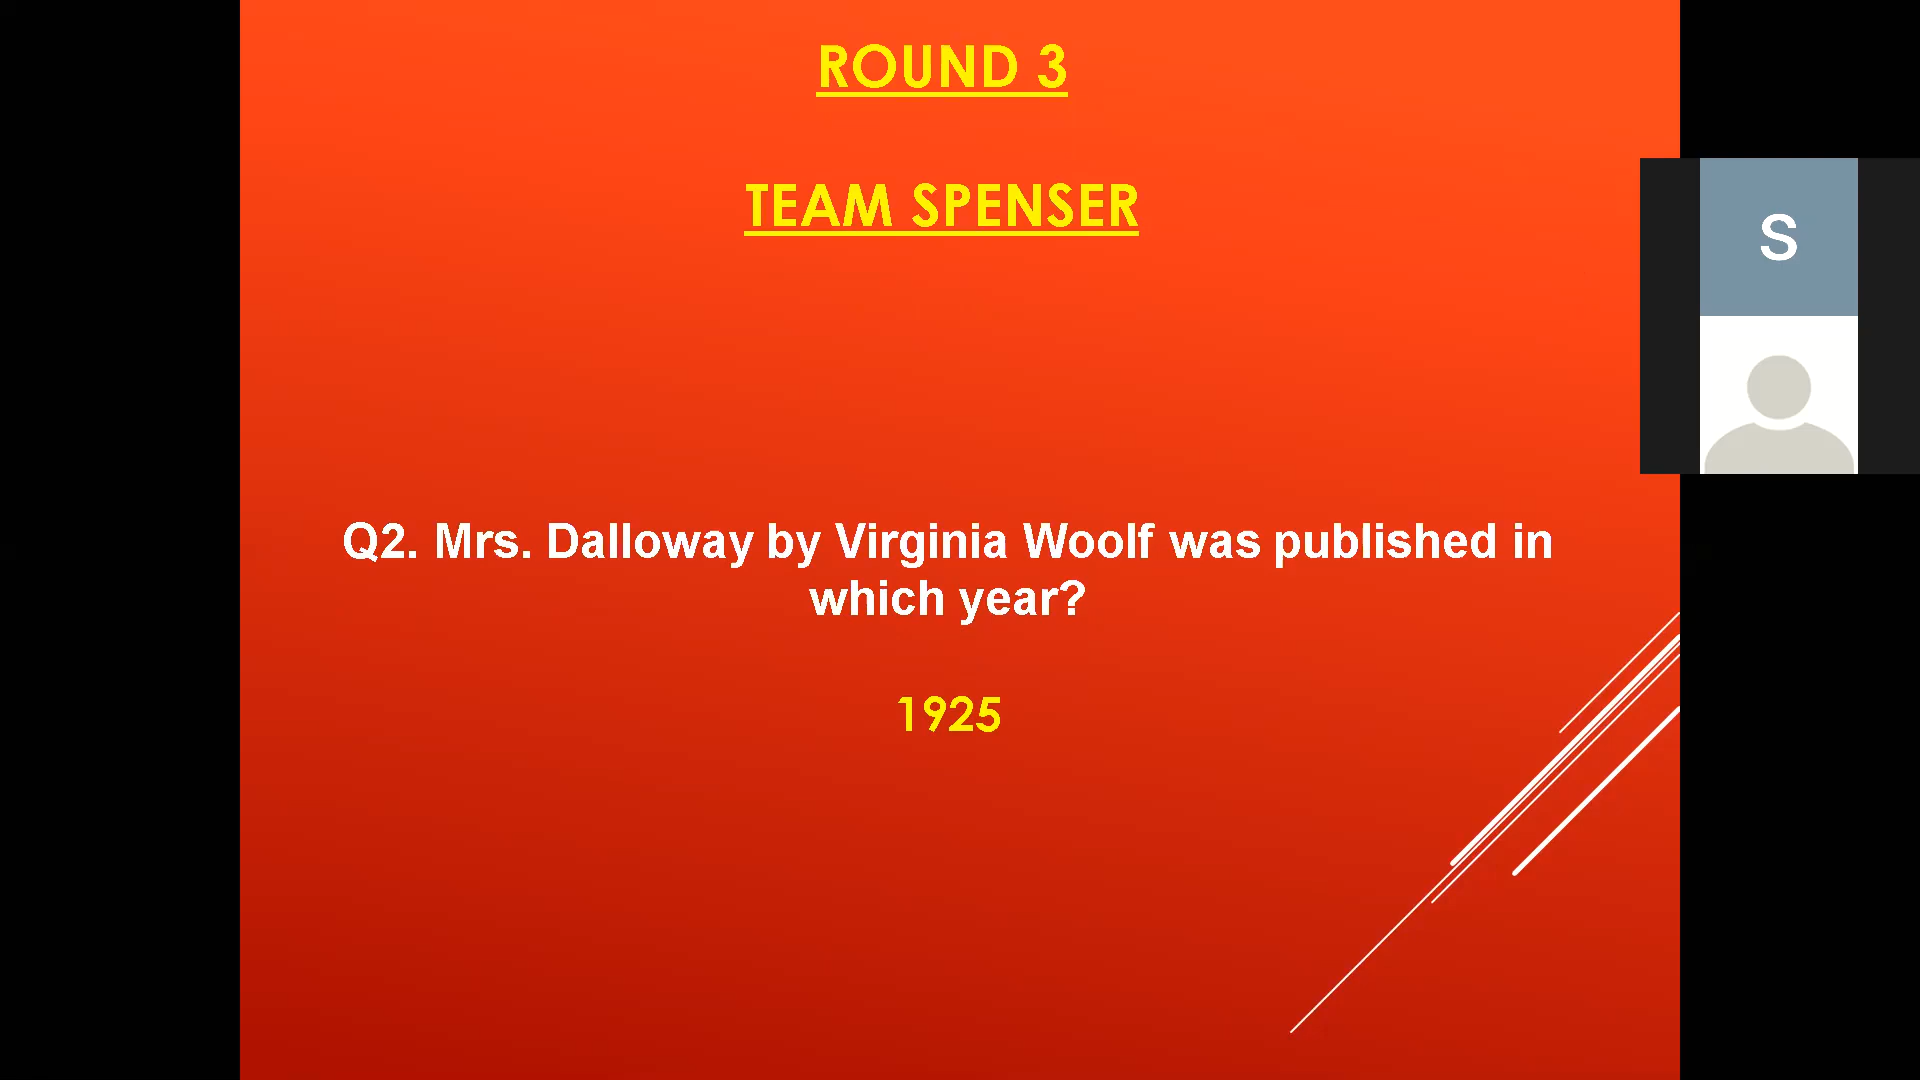 ROUND 3
TEAM SPENSER
S
Q2. Mrs. Dalloway by Virginia Woolf was published in
which year?
1925